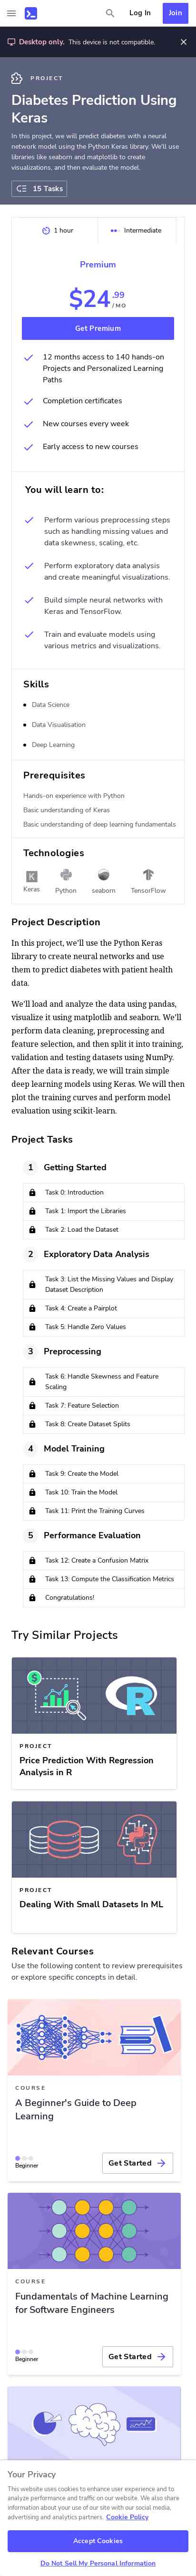 Log In
Join
Desktop only. This device is not compatible.
PROJECT
Diabetes Prediction Using
Keras
In this project, we will predict diabetes with a neural
network model using the Python library Keras. We'll use
libraries like seaborn and matplotlib to create
visualizations, and then evaluate the model.
15 Tasks
1 hour
Intermediate
Premium
$24.99
/ MO
Get Premium
12 months access to 140 hands-on
Projects and Personalized Learning
Paths
Completion certificates
New courses every week
Early access to new courses
You will learn to:
Perform various preprocessing steps
such as handling missing values and
data skewness, scaling, etc.
Perform exploratory data analysis
and create meaningful visualizations.
Build simple neural networks with
Keras and TensorFlow.
Train and evaluate models using
various metrics and visualizations.
Skills
Data Science
Data Visualisation
Deep Learning
Prerequisites
Hands-on experience with Python
Basic understanding of Keras
Basic understanding of deep learning fundamentals
Technologies
K
Keras
Python
seaborn
TensorFlow
Project Description
In this project, we'll use the Python Keras
library to create neural networks and use
them to predict diabetes with patient health
data.
We'll load and analyze the data using pandas,
visualize it using matplotlib and seaborn. We'll
perform data cleaning, preprocessing and
feature selection, and then split it into training,
validation and testing datasets using NumPy.
After the data is ready, we will train simple
deep learning models using Keras. We will then
plot the training curves and perform model
evaluation using scikit-learn.
Project Tasks
1 Getting Started
Task 0: Introduction
Task 1: Import the Libraries
Task 2: Load the Dataset
2 Exploratory Data Analysis
Task 3: List the Missing Values and Display
Dataset Description
Task 4: Create a Pairplot
Task 5: Handle Zero Values
3 Preprocessing
Task 6: Handle Skewness and Feature
Scaling
Task 7: Feature Selection
Task 8: Create Dataset Splits
4 Model Training
Task 9: Create the Model
Task 10: Train the Model
Task 11: Print the Training Curves
5 Performance Evaluation
Task 12: Create a Confusion Matrix
Task 13: Compute the Classification Metrics
Congratulations!
Try Similar Projects
$
R
PROJECT
Price Prediction With Regression
Analysis in R
PROJECT
Dealing With Small Datasets In ML
Relevant Courses
Use the following content to review prerequisites
or explore specific concepts in detail.
COURSE
A Beginner's Guide to Deep
Learning
Beginner
Get Started
COURSE
Fundamentals of Machine Learning
for Software Engineers
Beginner
Get Started
Your Privacy
This website uses cookies to enhance user experience, and to analyze
performance and traffic on our website. We also share information
about your use of our site with our social media, advertising, and analytics partners. Cookie Policy
Accept Cookies
Do Not Sell My Personal Information